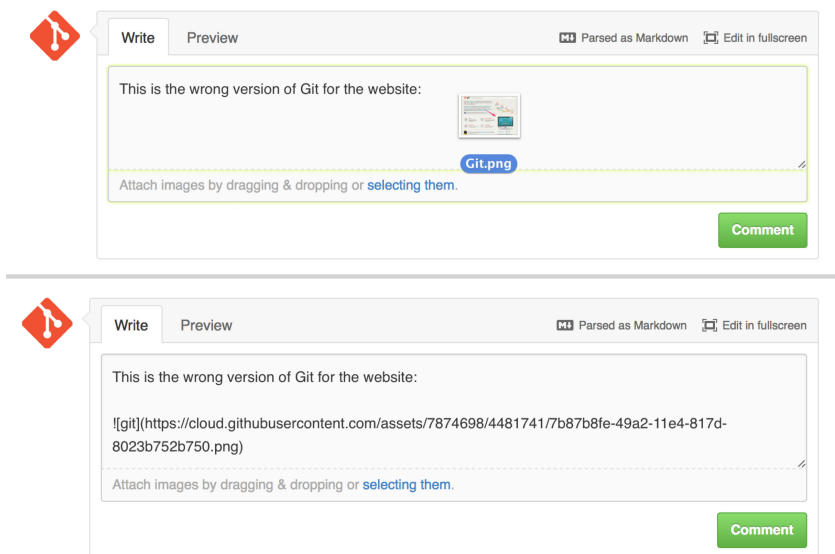 Write Preview Parsed as Markdown Edit in fullscreen
This is the wrong version of Git for the website:
Git.png
Attach images by dragging & dropping or selecting them.
Comment
Write Preview Parsed as Markdown Edit in fullscreen
This is the wrong version of Git for the website:
![git](https://cloud.githubusercontent.com/assets/7874698/4481741/7b87b8fe-49a2-11e4-817d-
8023b752b750.png)
Attach images by dragging & dropping or selecting them.
Comment